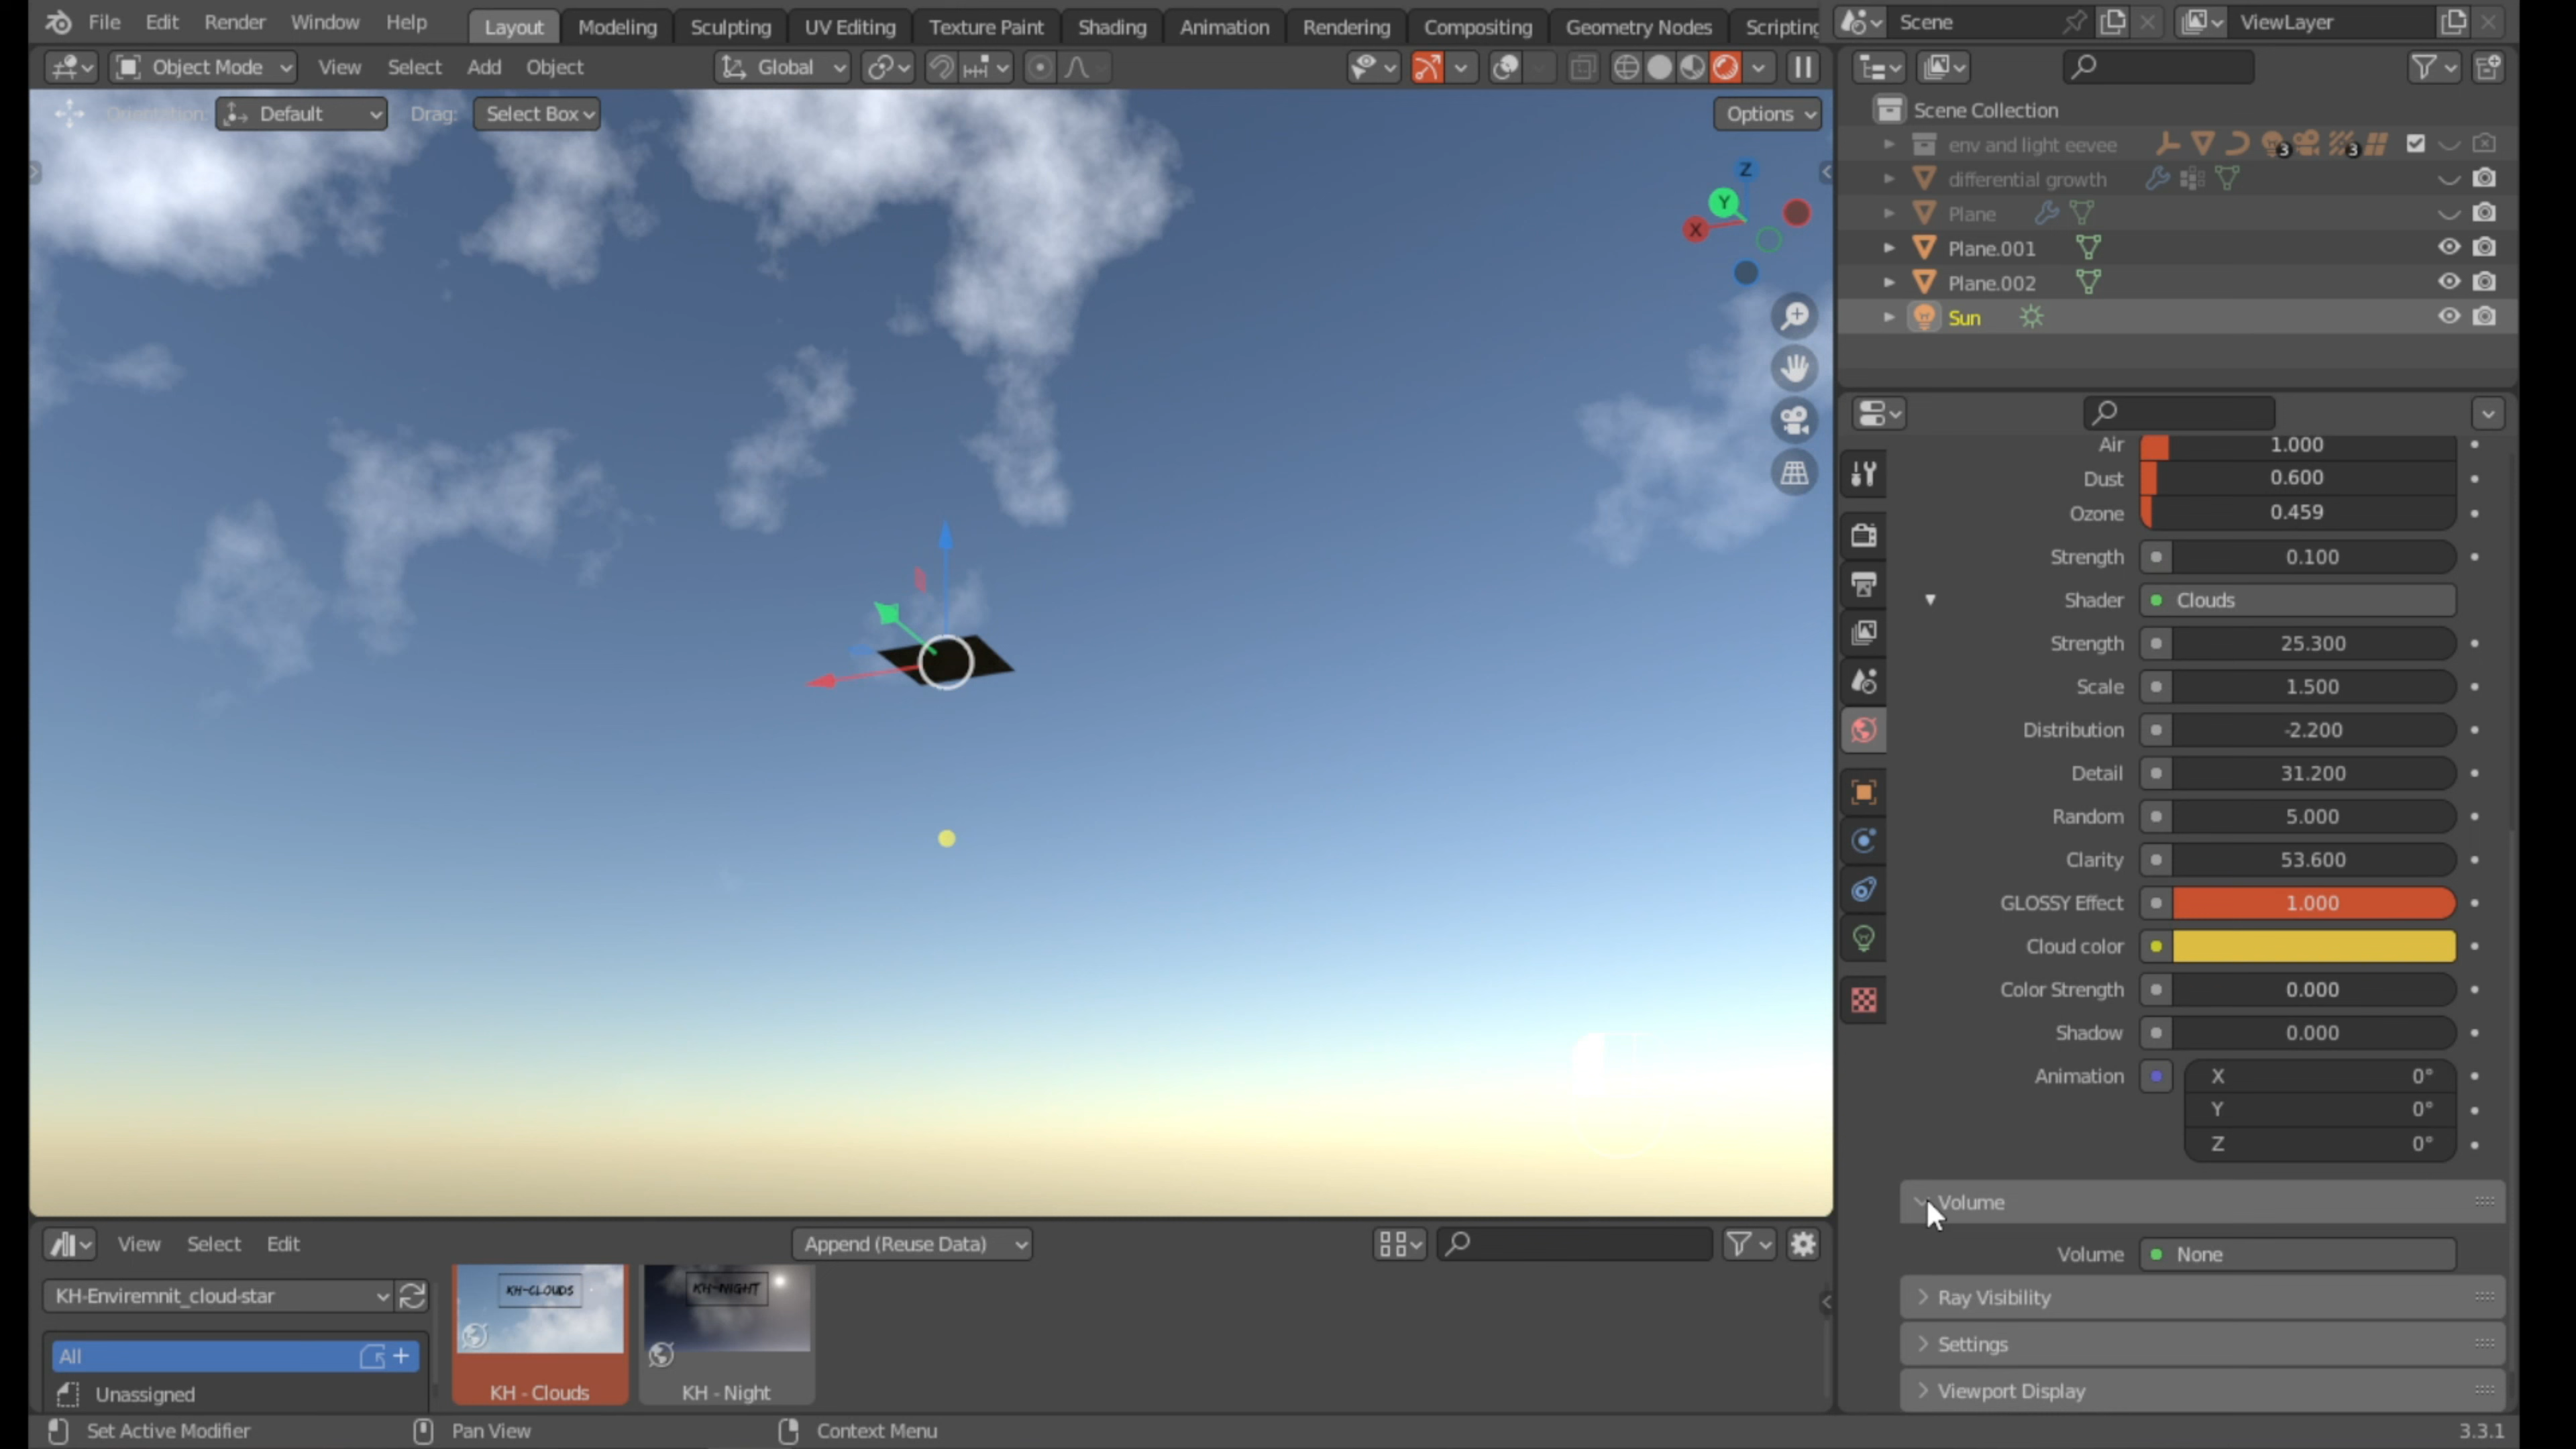 File Edit Render Window Help Layout Modeling Sculpting UV Editing Texture Paint Shading Animation Rendering Compositing Geometry Nodes Scripting Scene ViewLayer
Object Mode View Select Add Object Global
Orientation: Default Drag: Select Box Options
Z
Y
X
Scene Collection
env and light eevee 3 3
differential growth
Plane
Plane.001
Plane.002
Sun
Air 1.000
Dust 0.600
Ozone 0.459
Strength 0.100
Shader Clouds
Strength 25.300
Scale 1.500
Distribution -2.200
Detail 31.200
Random 5.000
Clarity 53.600
GLOSSY Effect 1.000
Cloud color
Color Strength 0.000
Shadow 0.000
Animation X 0°
Y 0°
Z 0°
Volume
Volume None
Ray Visibility
Settings
Viewport Display
View Select Edit Append (Reuse Data)
KH-Enviremnit_cloud-star
All
Unassigned
KH-CLOUDS
KH - Clouds
KH-NIGHT
KH - Night
Set Active Modifier Pan View Context Menu 3.3.1